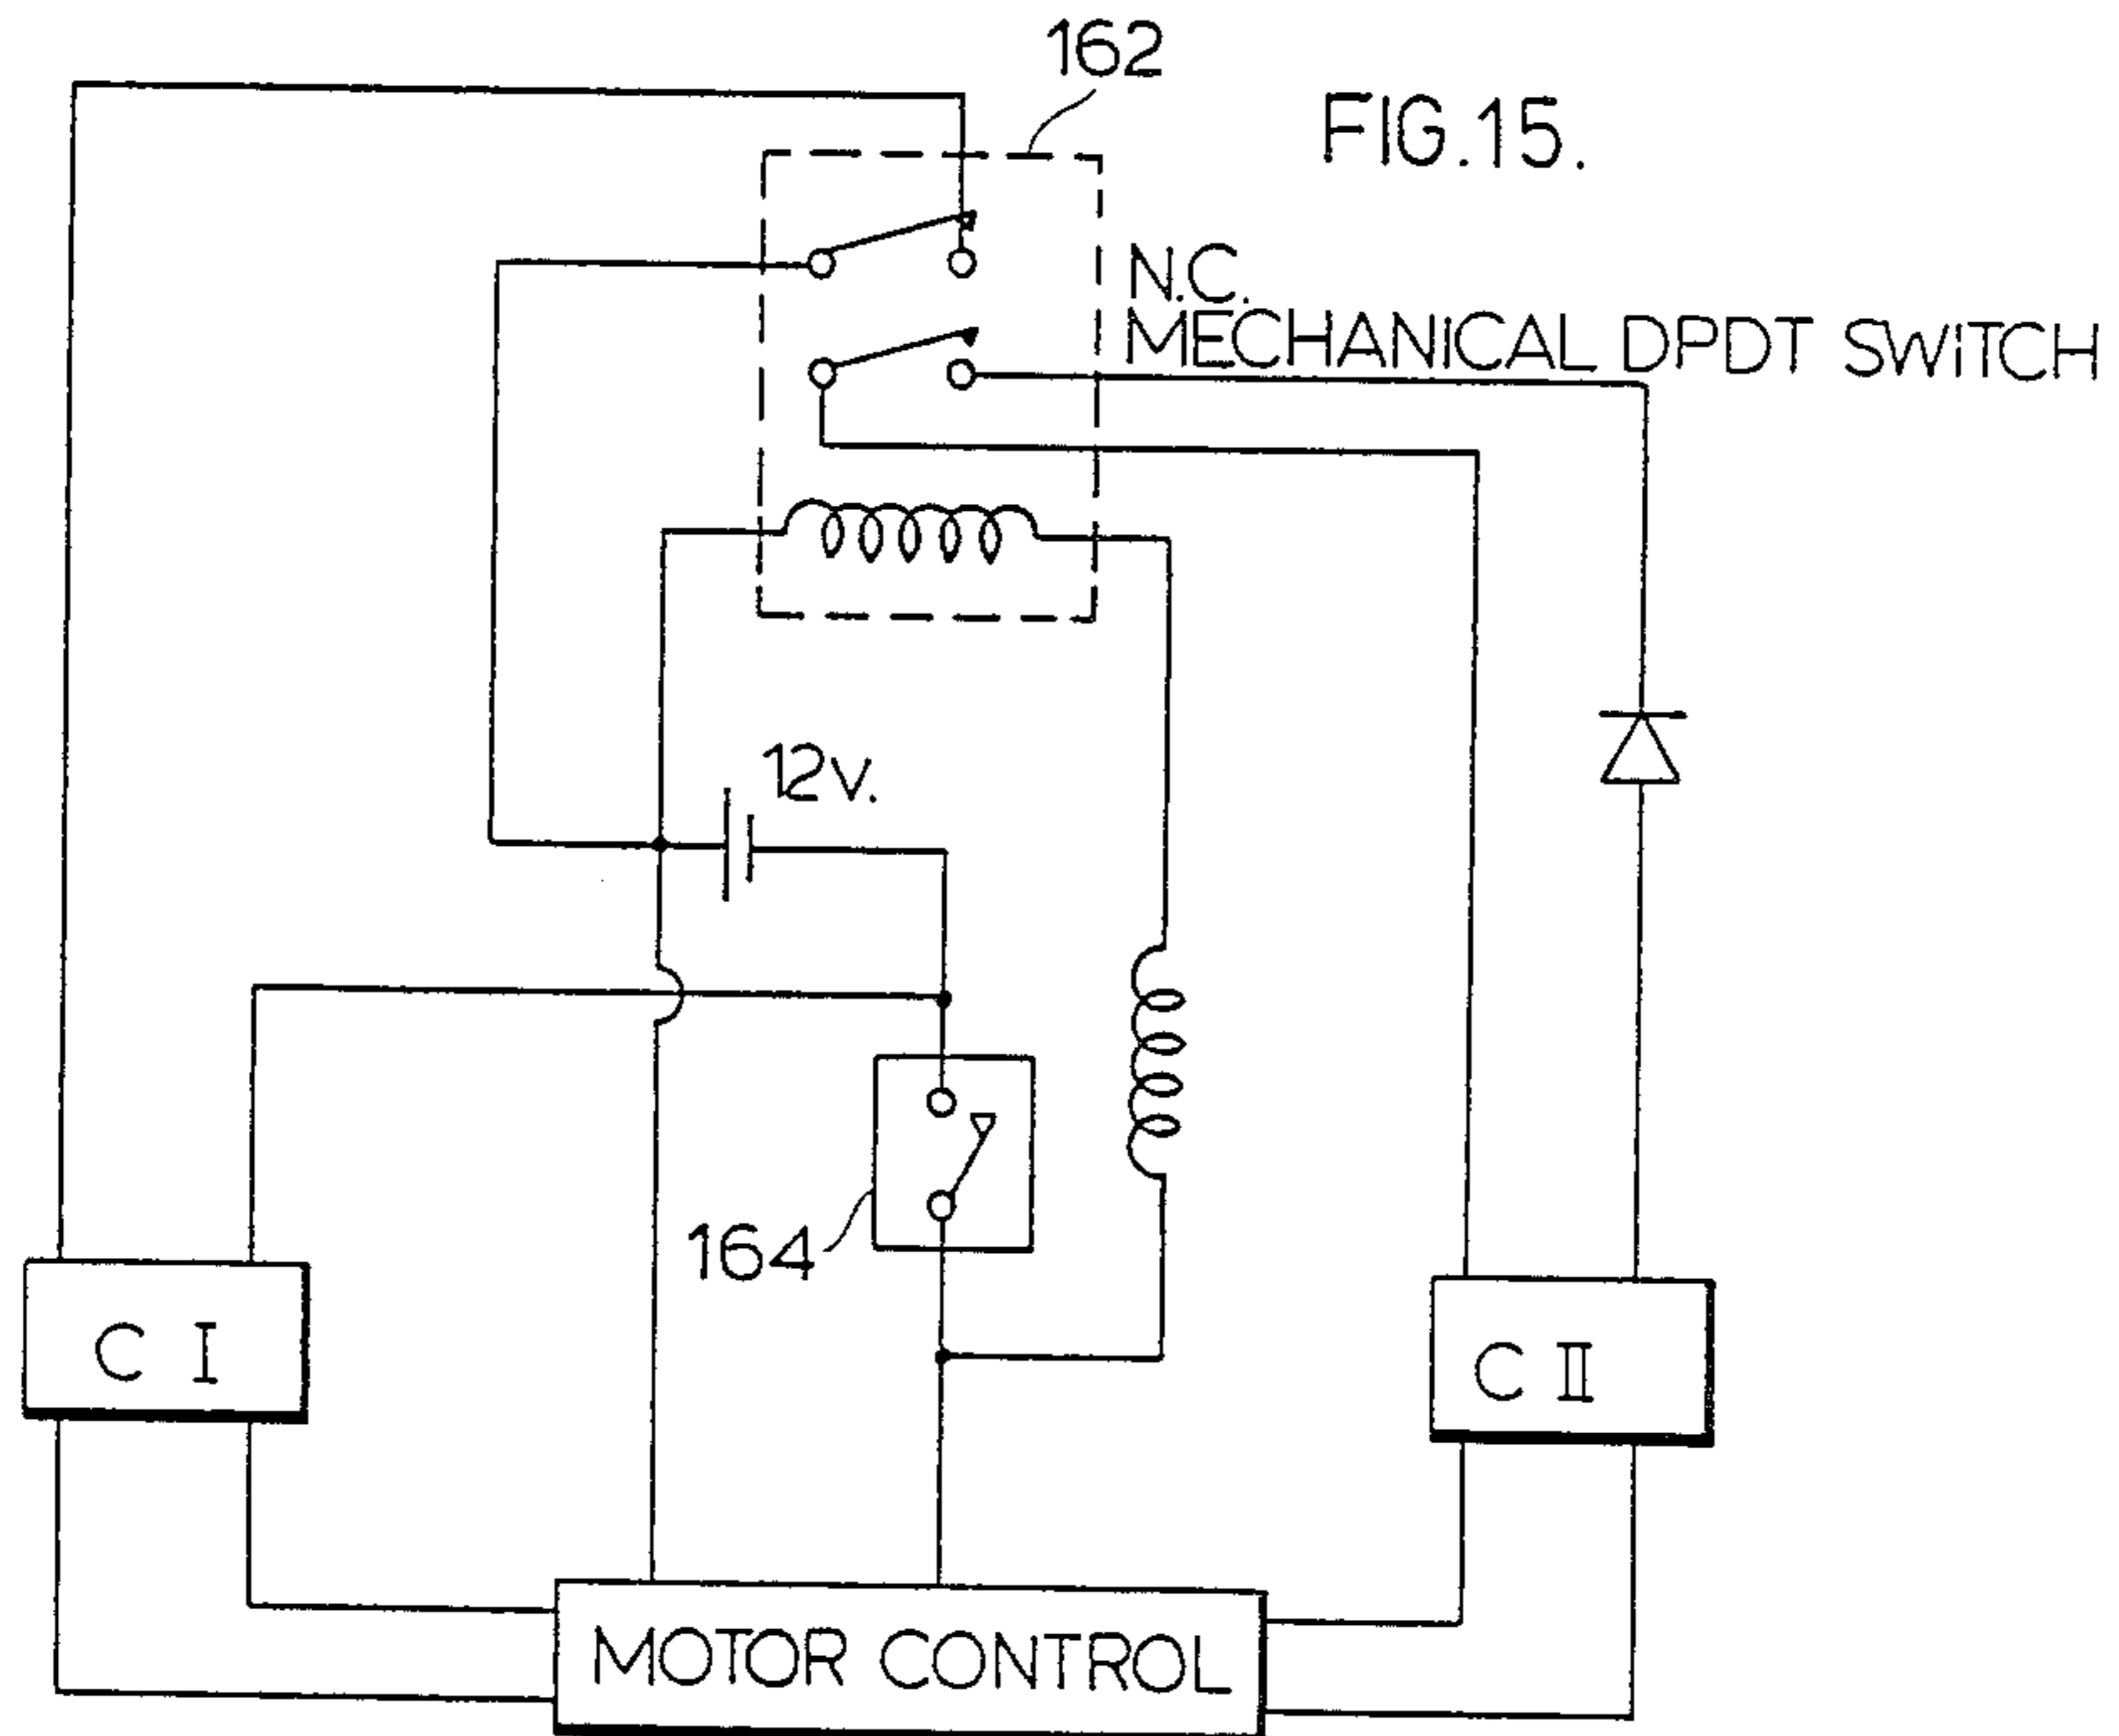 162
FIG.15.
N.C.
MECHANiCAL DPDT SWiTCH
12V.
164
C I
C II
MOTOR CONTROL